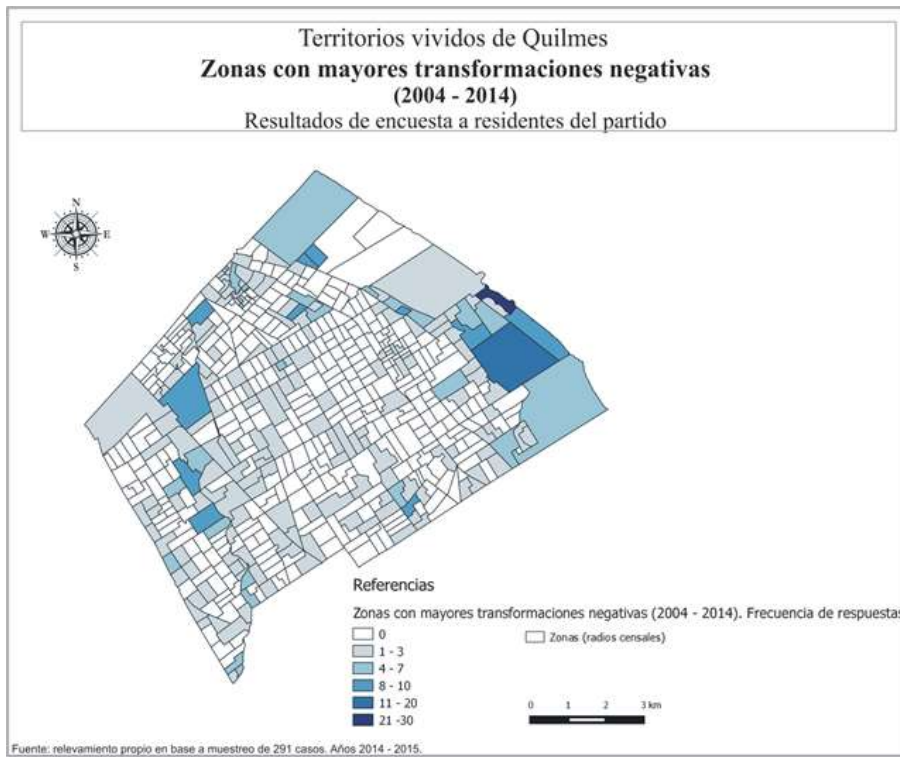 Territorios vividos de Quilmes
Zonas con mayores transformaciones negativas
(2004 - 2014)
Resultados de encuesta a residentes del partido
N
W E
S
Referencias
Zonas con mayores transformaciones negativas (2004 - 2014). Frecuencia de respuestas
0
1 - 3
4 - 7
8 - 10
11 - 20
21 -30
Zonas (radios censales)
0 1 2 3 km
Fuente: relevamiento propio en base a muestreo de 291 casos. Años 2014 - 2015.